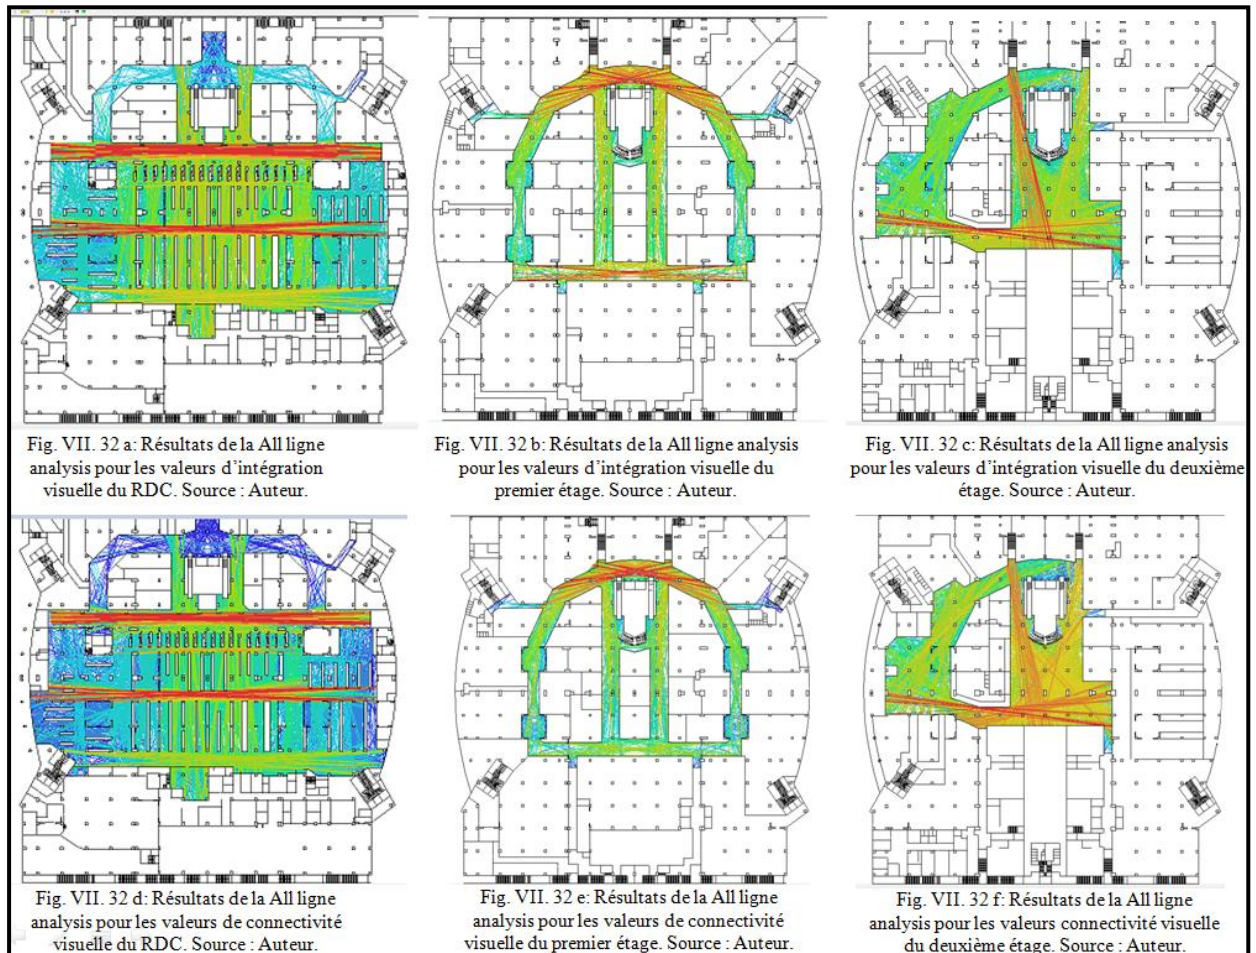 Fig. VII. 32 a: Résultats de la All ligne
analysis pour les valeurs d'intégration
visuelle du RDC. Source : Auteur.
Fig. VII. 32 b: Résultats de la All ligne analysis
pour les valeurs d'intégration visuelle du
premier étage. Source : Auteur.
Fig. VII. 32 c: Résultats de la All ligne analysis
pour les valeurs d'intégration visuelle du deuxième
étage. Source : Auteur.
Fig. VII. 32 d: Résultats de la All ligne
analysis pour les valeurs de connectivité
visuelle du RDC. Source : Auteur.
Fig. VII. 32 e: Résultats de la All ligne
analysis pour les valeurs de connectivité
visuelle du premier étage. Source : Auteur.
Fig. VII. 32 f: Résultats de la All ligne
analysis pour les valeurs connectivité visuelle
du deuxième étage. Source : Auteur.